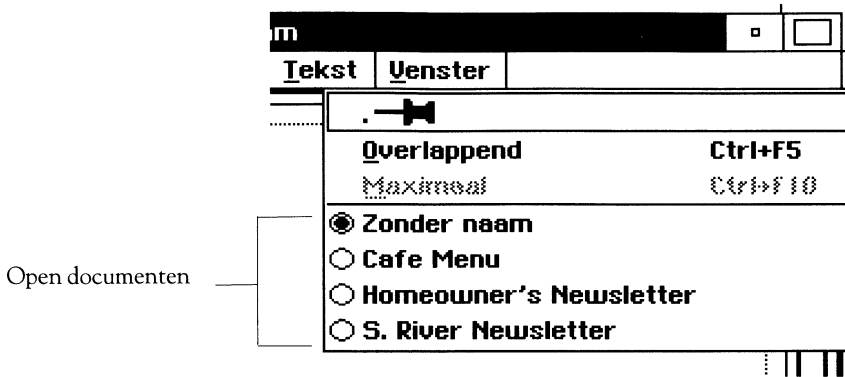 Tekst Venster
Overlappend Ctrl+F5
Maximaal Ctrl+F10
Zonder naam
Cafe Menu
Homeowner's Newsletter
S. River Newsletter
Open documenten